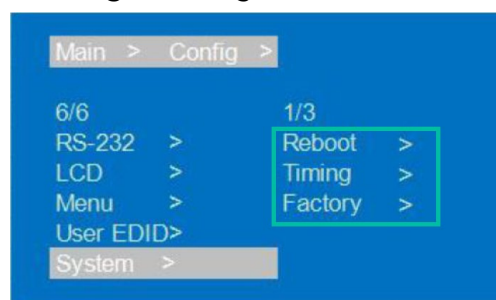 Main > Config >
6/6
RS-232 >
LCD >
Menu >
User EDID>
System >
1/3
Reboot >
Timing >
Factory >